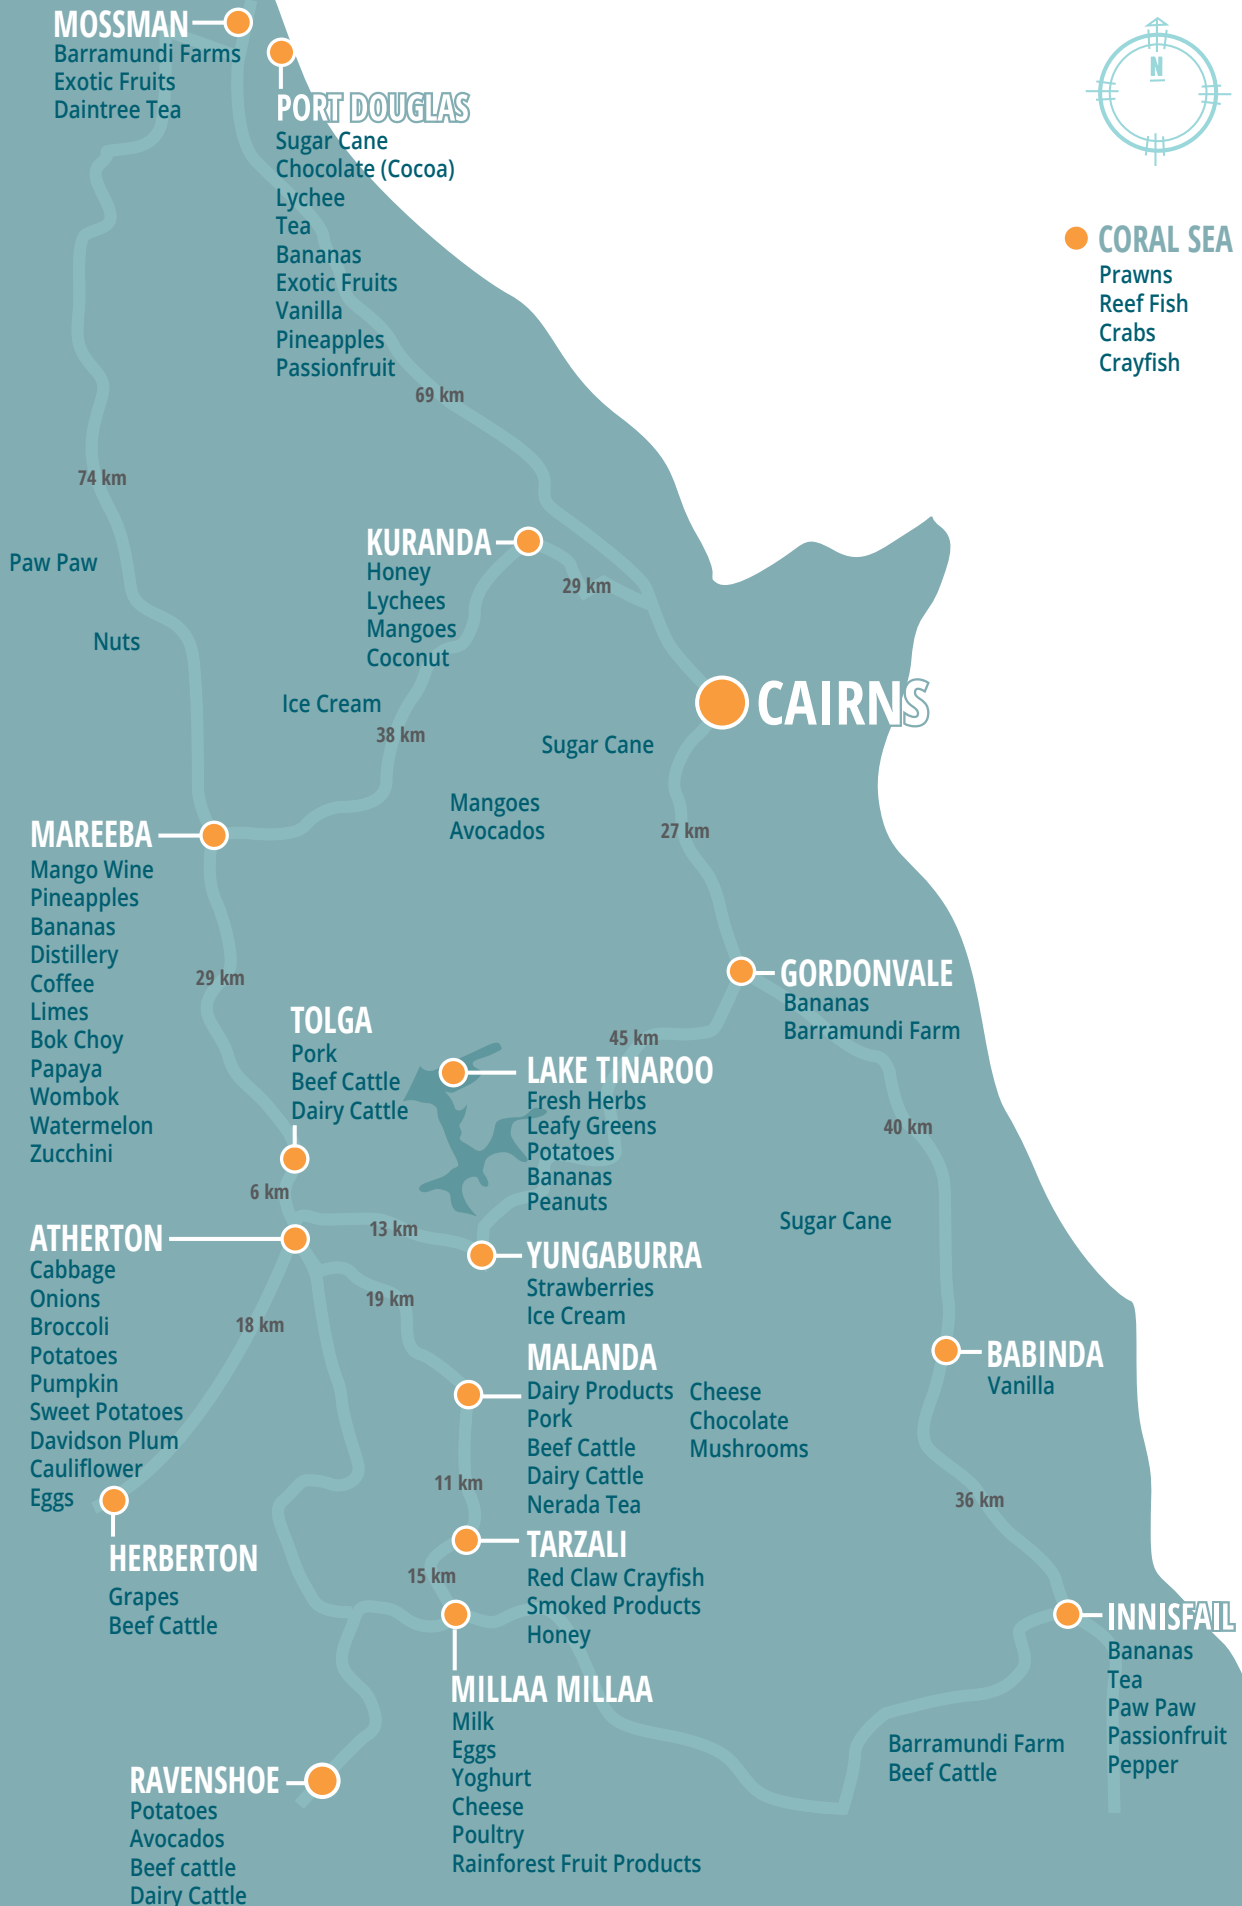 MOSSMAN
Barramundi Farms
Exotic Fruits
Daintree Tea
PORT DOUGLAS
Sugar Cane
Chocolate (Cocoa)
Lychee
Tea
Bananas
Exotic Fruits
Vanilla
Pineapples
Passionfruit
N
CORAL SEA
Prawns
Reef Fish
Crabs
Crayfish
69 km
74 km
Paw Paw
Nuts
KURANDA
Honey
Lychees
Mangoes
Coconut
29 km
Ice Cream
38 km
CAIRNS
Sugar Cane
Mangoes
Avocados
27 km
MAREEBA
Mango Wine
Pineapples
Bananas
Distillery
Coffee
Limes
Bok Choy
Papaya
Wombok
Watermelon
Zucchini
29 km
GORDONVALE
Bananas
Barramundi Farm
TOLGA
Pork
Beef Cattle
Dairy Cattle
45 km
LAKE TINAROO
Fresh Herbs
Leafy Greens
Potatoes
Bananas
Peanuts
40 km
6 km
13 km
Sugar Cane
ATHERTON
Cabbage
Onions
Broccoli
Potatoes
Pumpkin
Sweet Potatoes
Davidson Plum
Cauliflower
Eggs
YUNGABURRA
Strawberries
Ice Cream
19 km
18 km
MALANDA
Dairy Products
Pork
Beef Cattle
Dairy Cattle
Nerada Tea
Cheese
Chocolate
Mushrooms
BABINDA
Vanilla
11 km
36 km
HERBERTON
Grapes
Beef Cattle
TARZALI
Red Claw Crayfish
Smoked Products
Honey
15 km
INNISFAIL
Bananas
Tea
Paw Paw
Passionfruit
Pepper
MILLAA MILLAA
Milk
Eggs
Yoghurt
Cheese
Poultry
Rainforest Fruit Products
Barramundi Farm
Beef Cattle
RAVENSHOE
Potatoes
Avocados
Beef cattle
Dairy Cattle